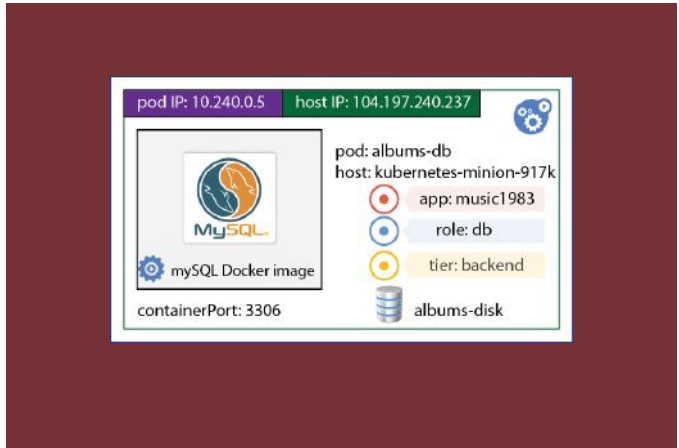 pod IP: 10.240.0.5
host IP: 104.197.240.237
pod: albums-db
host: kubernetes-minion-917k
app: music1983
role: db
tier: backend
albums-disk
MySQL.
mySQL Docker image
containerPort: 3306